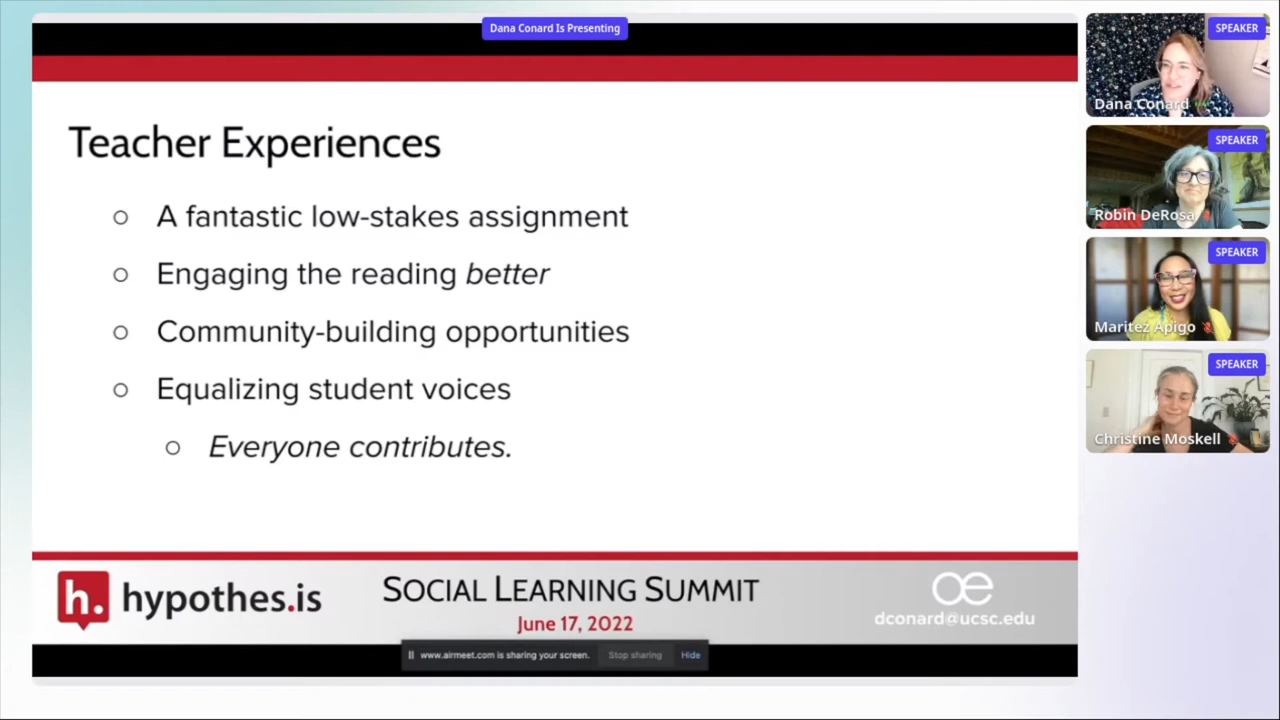 Dana Conard Is Presenting
Teacher Experiences
A fantastic low-stakes assignment
Engaging the reading better
Community-building opportunities
Equalizing student voices
Everyone contributes.
h. hypothes.is
SOCIAL LEARNING SUMMIT
June 17, 2022
oe
dconard@ucsc.edu
www.airmeet.com is sharing your screen. Stop sharing Hide
SPEAKER
Dana Conard
SPEAKER
Robin DeRosa
SPEAKER
Maritez Apigo
SPEAKER
Christine Moskell